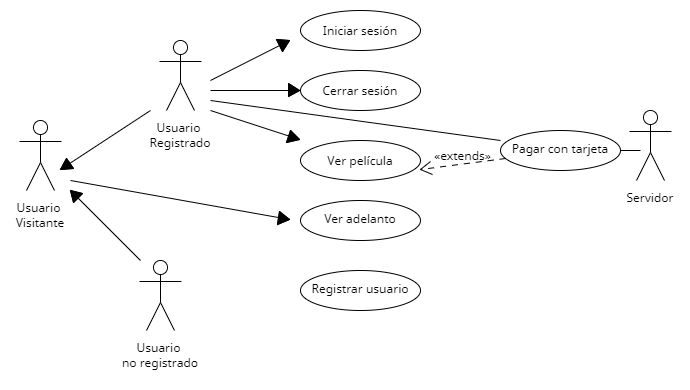 Iniciar sesión
Cerrar sesión
Usuario
Registrado
Ver película
«extends»
Pagar con tarjeta
Servidor
Usuario
Visitante
Ver adelanto
Registrar usuario
Usuario
no registrado